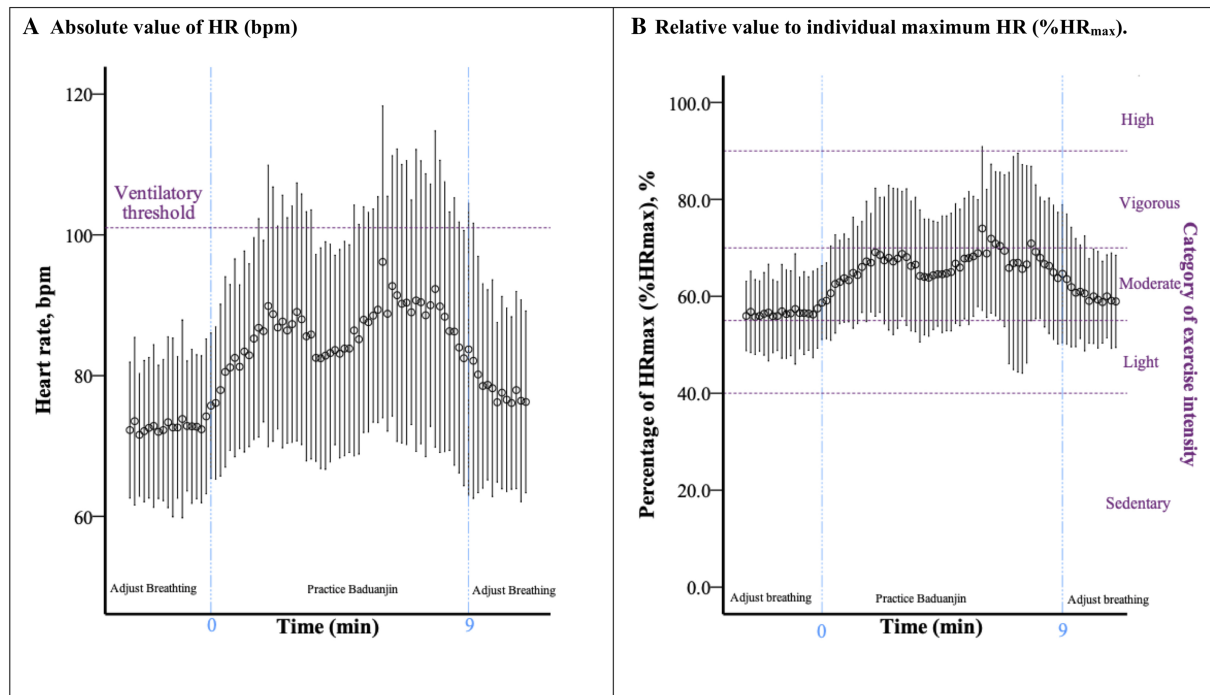 A Absolute value of HR (bpm)
120
100
80
60
Heart rate, bpm
Ventilatory
threshold
Adjust Breathting
Practice Baduanjin
Adjust Breathing
0
Time (min)
9
B Relative value to individual maximum HR (%HRmax).
100.0
80.0
60.0
40.0
20.0
0.0
Percentage of HRmax (%HRmax), %
High
Vigorous
Moderate
Light
Sedentary
Category of exercise intensity
Adjust breathing
Practice Baduanjin
Adjust breathing
0
Time (min)
9